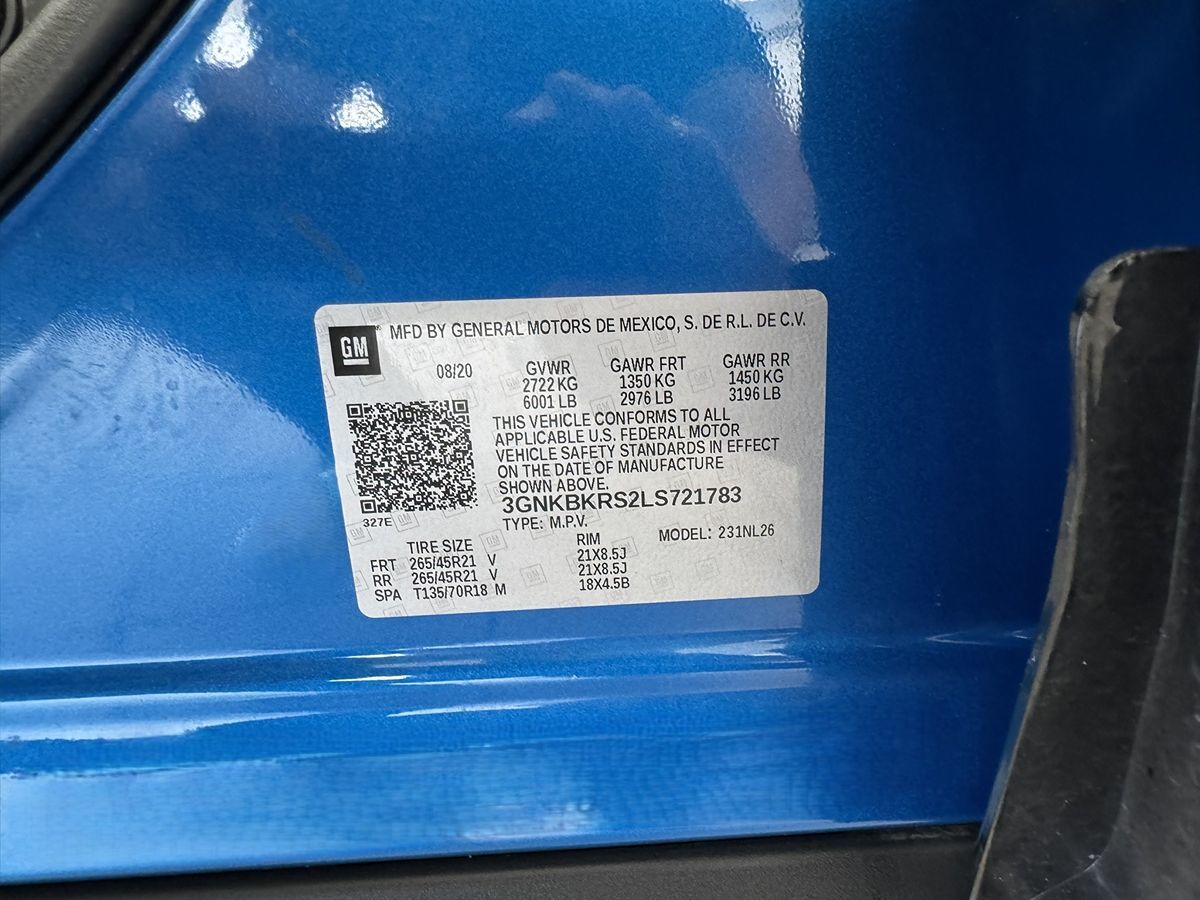 GM
MFD BY GENERAL MOTORS DE MEXICO, S. DE R.L. DE C.V.
08/20 GVWR GAWR FRT GAWR RR
2722 KG 1350 KG 1450 KG
6001 LB 2976 LB 3196 LB
THIS VEHICLE CONFORMS TO ALL
APPLICABLE U.S. FEDERAL MOTOR
VEHICLE SAFETY STANDARDS IN EFFECT
ON THE DATE OF MANUFACTURE
SHOWN ABOVE.
3GNKBKRS2LS721783
327E
TYPE: M.P.V. MODEL: 231NL26
TIRE SIZE RIM
FRT 265/45R21 V 21X8.5J
RR 265/45R21 V 21X8.5J
SPA T135/70R18 M 18X4.5B